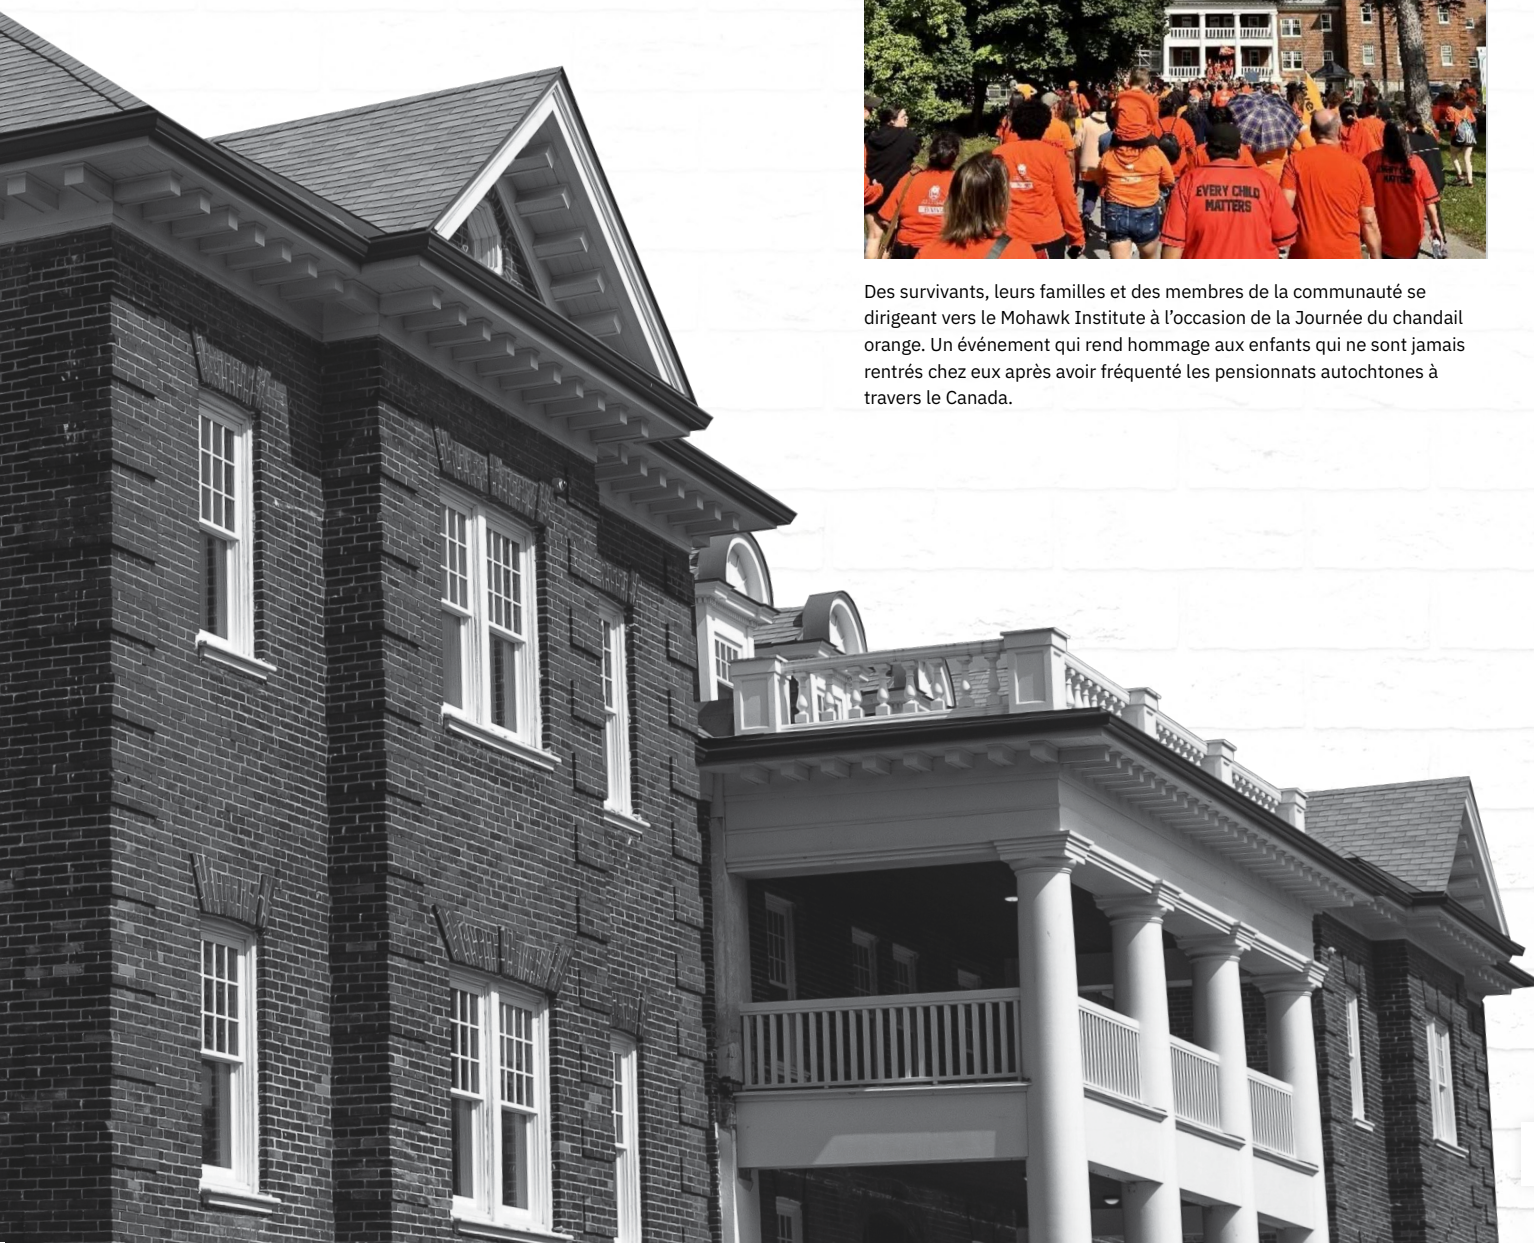 EVERY CHILD
MATTERS
MATTERS
Des survivants, leurs familles et des membres de la communauté se
dirigeant vers le Mohawk Institute à l’occasion de la Journée du chandail
orange. Un événement qui rend hommage aux enfants qui ne sont jamais
rentrés chez eux après avoir fréquenté les pensionnats autochtones à
travers le Canada.